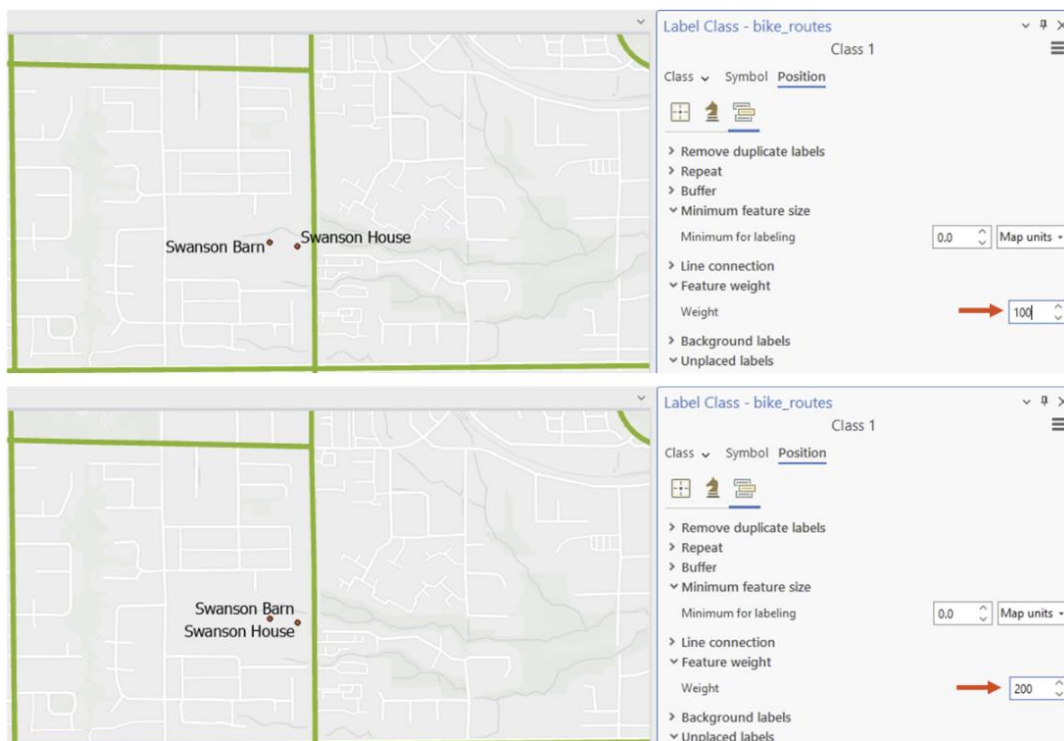 Label Class - bike_routes
Class 1
Class Symbol Position
Remove duplicate labels
Repeat
Buffer
Minimum feature size
Minimum for labeling 0.0 Map units
Line connection
Feature weight
Weight 100
Background labels
Unplaced labels
Swanson Barn
Swanson House
Label Class - bike_routes
Class 1
Class Symbol Position
Remove duplicate labels
Repeat
Buffer
Minimum feature size
Minimum for labeling 0.0 Map units
Line connection
Feature weight
Weight 200
Background labels
Unplaced labels
Swanson Barn
Swanson House